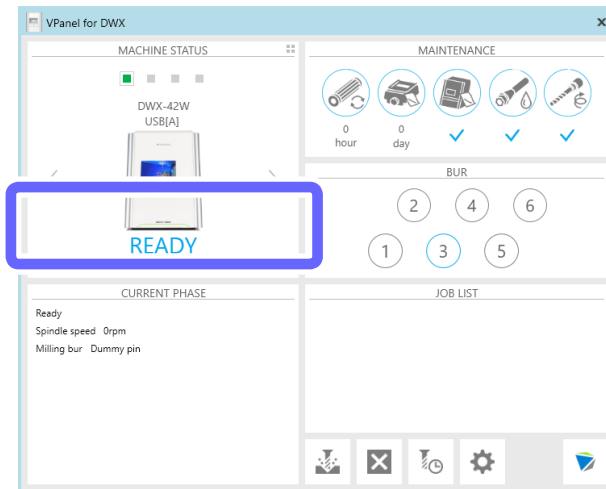 VPanel for DWX
MACHINE STATUS
DWX-42W
USB[A]
READY
MAINTENANCE
0
hour
0
day
BUR
2 4 6
1 3 5
CURRENT PHASE
Ready
Spindle speed 0rpm
Milling bur Dummy pin
JOB LIST